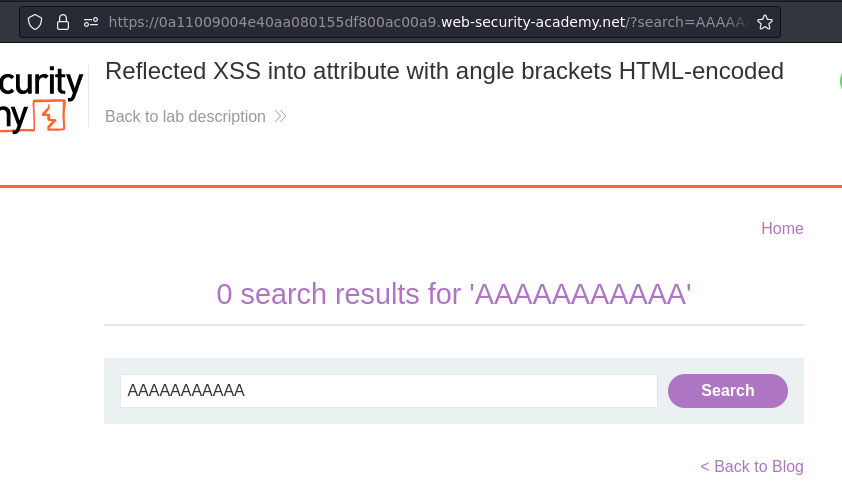 https://0a11009004e40aa080155df800ac00a9.web-security-academy.net/?search=AAAAAA
curity
Reflected XSS into attribute with angle brackets HTML-encoded
ny
Back to lab description
Home
0 search results for 'AAAAAAAAAAA'
AAAAAAAAAAA
Search
< Back to Blog